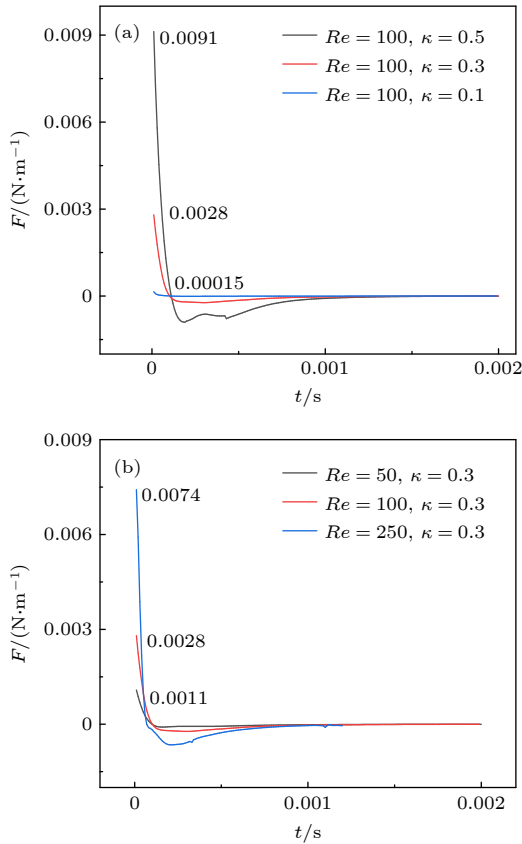 (a)
0.009
0.006
0.003
0
F/(N·m⁻¹)
0.0091
0.0028
0.00015
Re = 100, κ = 0.5
Re = 100, κ = 0.3
Re = 100, κ = 0.1
0 0.001 0.002
t/s
(b)
0.009
0.006
0.003
0
F/(N·m⁻¹)
0.0074
0.0028
0.0011
Re = 50, κ = 0.3
Re = 100, κ = 0.3
Re = 250, κ = 0.3
0 0.001 0.002
t/s